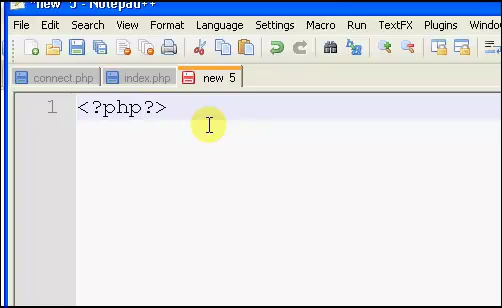 *new 5 - Notepad++
File Edit Search View Format Language Settings Macro Run TextFX Plugins Window
connect.php index.php new 5
1 <?php?>